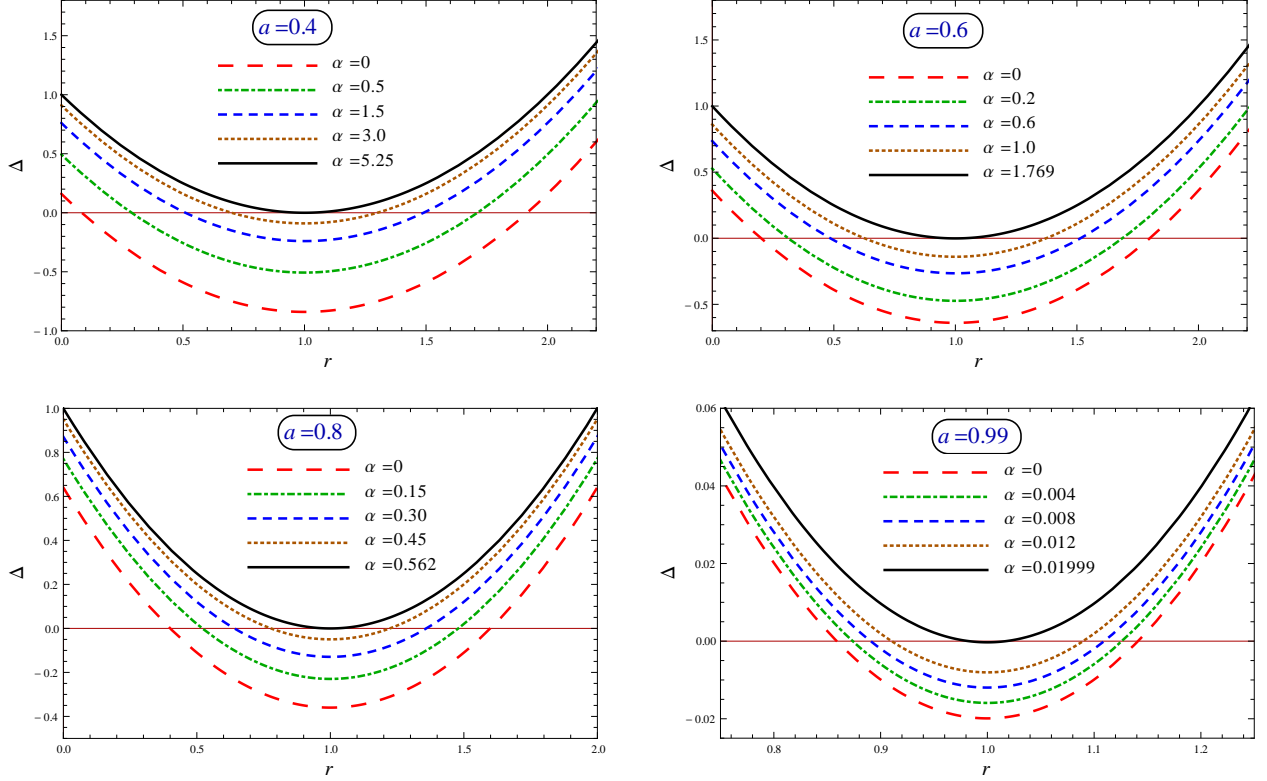 a =0.4
α =0
α =0.5
α =1.5
α =3.0
α =5.25
1.5
1.0
0.5
0.0
−0.5
−1.0
Δ
0.0 0.5 1.0 1.5 2.0
r
a =0.6
α =0
α =0.2
α =0.6
α =1.0
α =1.769
1.5
1.0
0.5
0.0
−0.5
Δ
0.0 0.5 1.0 1.5 2.0
r
a =0.8
α =0
α =0.15
α =0.30
α =0.45
α =0.562
1.0
0.8
0.6
0.4
0.2
0.0
−0.2
−0.4
Δ
0.0 0.5 1.0 1.5 2.0
r
a =0.99
α =0
α =0.004
α =0.008
α =0.012
α =0.01999
0.06
0.04
0.02
0.00
−0.02
Δ
0.8 0.9 1.0 1.1 1.2
r